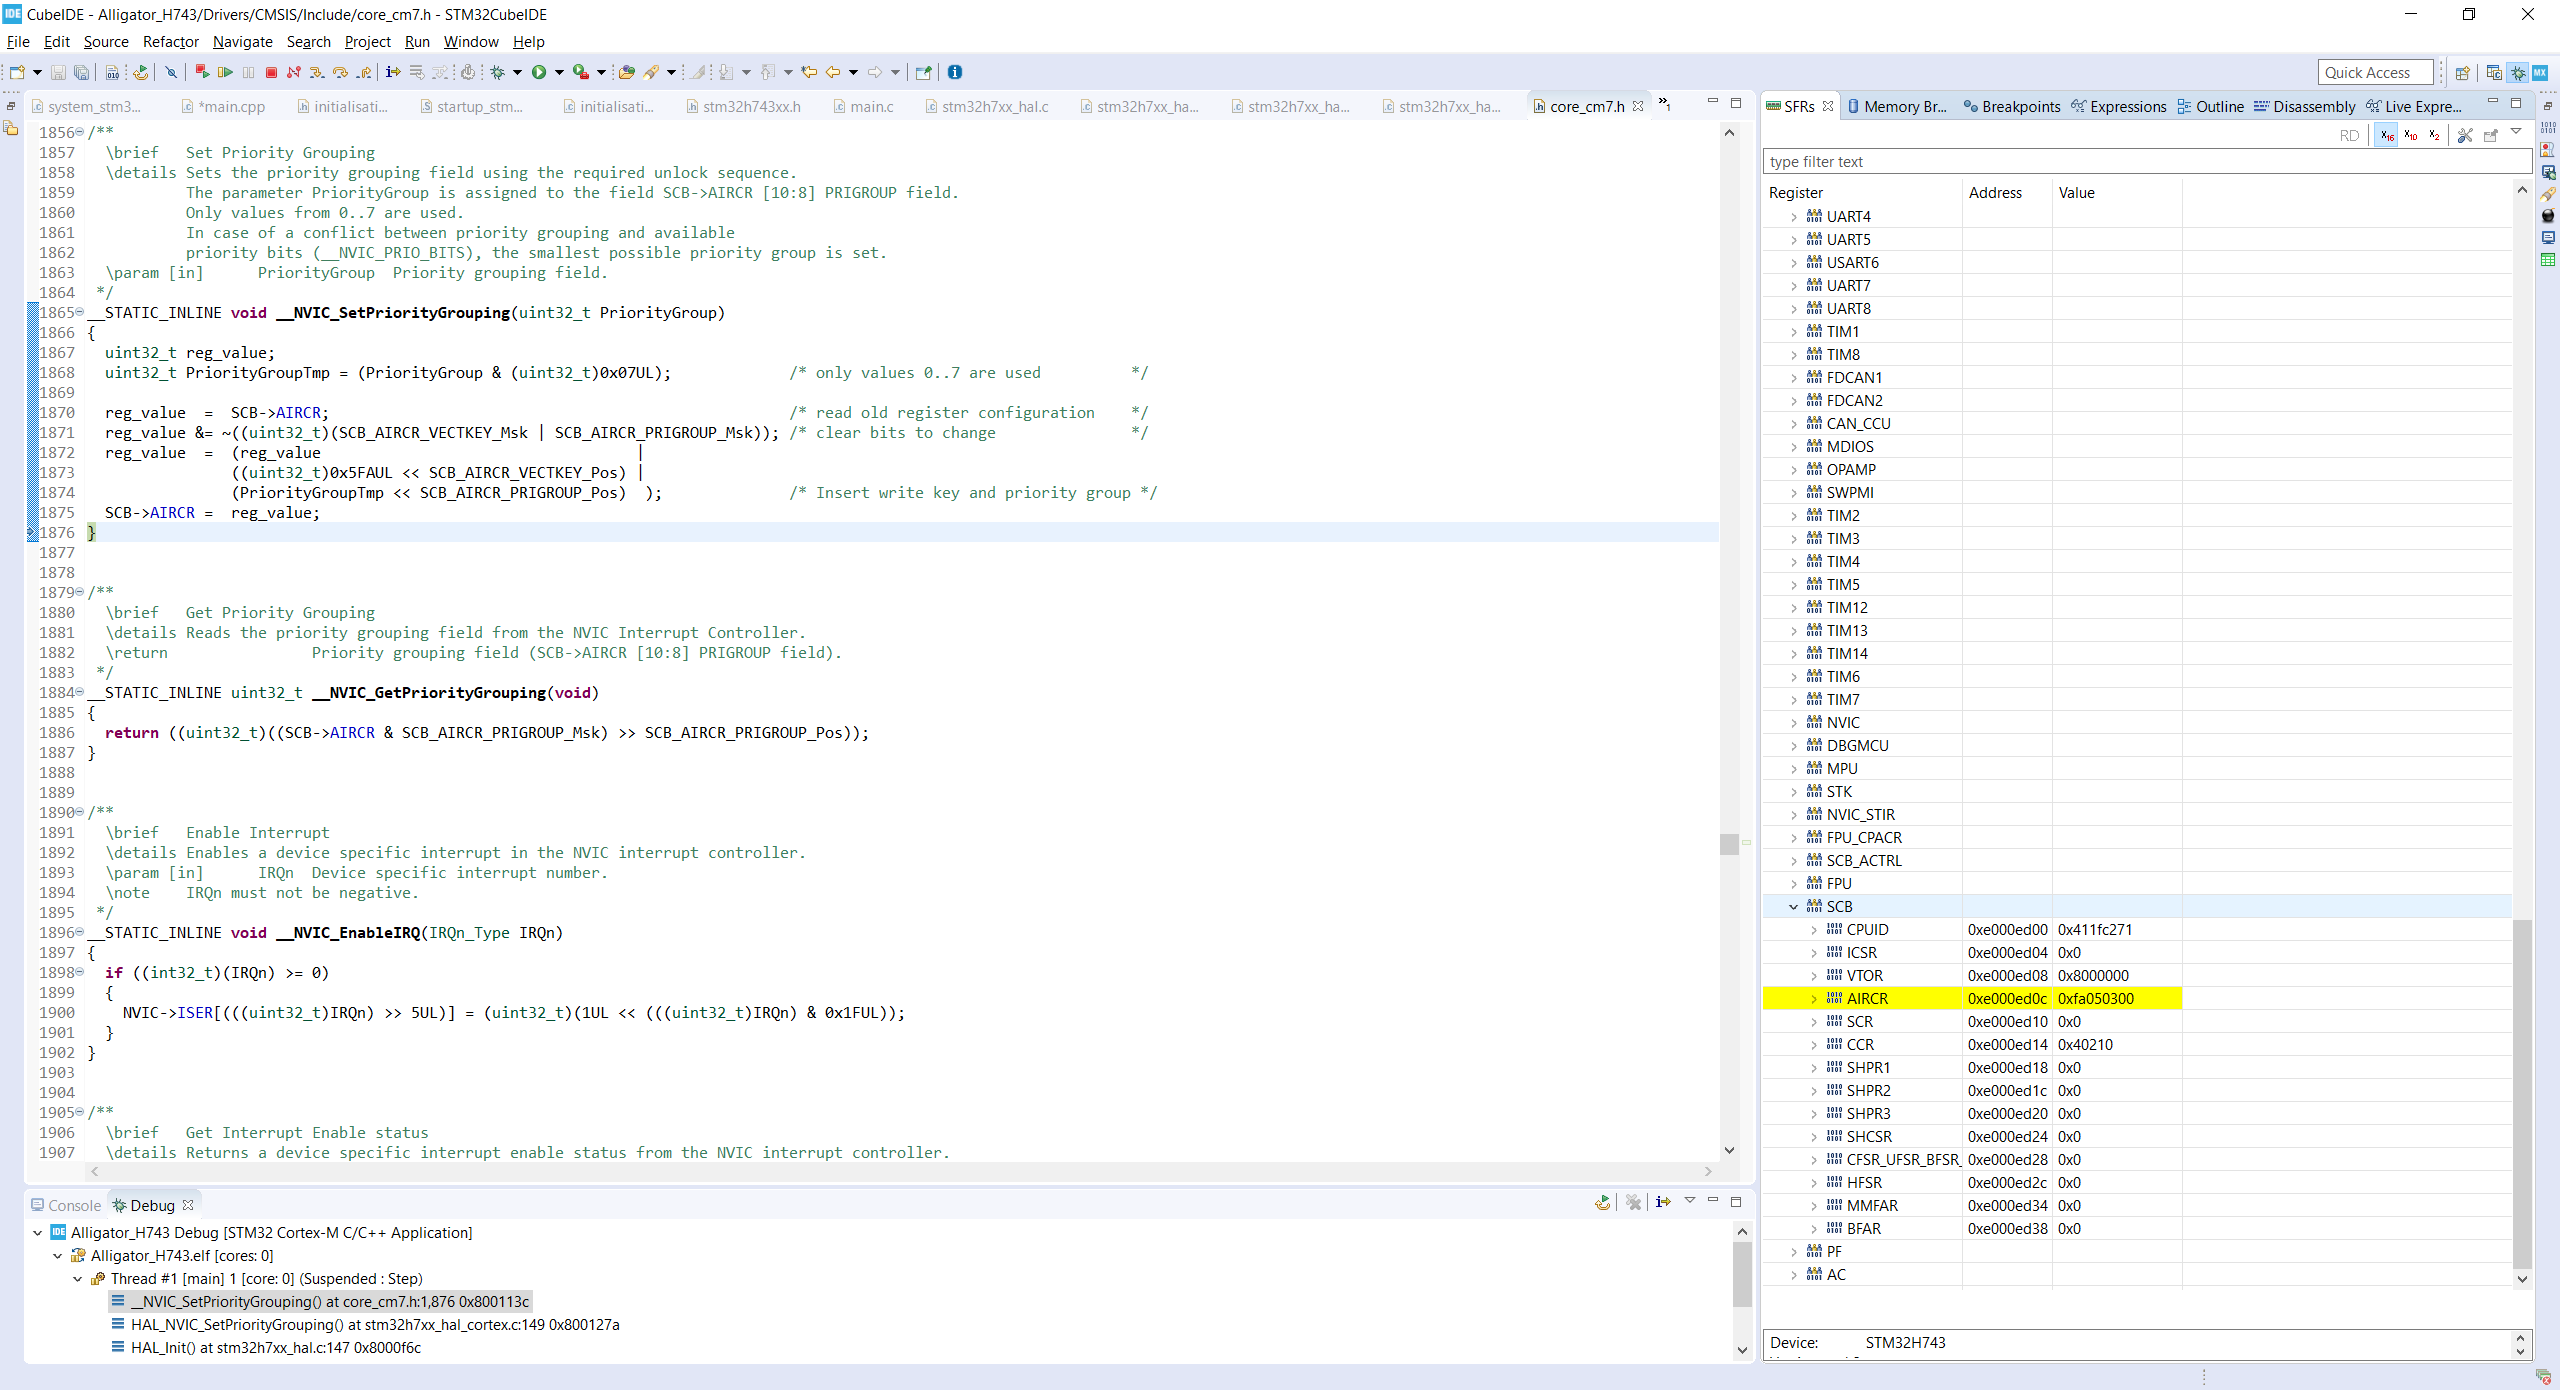 CubeIDE - Alligator_H743/Drivers/CMSIS/Include/core_cm7.h - STM32CubeIDE
File Edit Source Refactor Navigate Search Project Run Window Help
Quick Access
system_stm3... *main.cpp initialisati... startup_stm... initialisati... stm32h743xx.h main.c stm32h7xx_hal.c stm32h7xx_ha... stm32h7xx_ha... stm32h7xx_ha... core_cm7.h
1856 /**
1857   \brief   Set Priority Grouping
1858   \details Sets the priority grouping field using the required unlock sequence.
1859            The parameter PriorityGroup is assigned to the field SCB->AIRCR [10:8] PRIGROUP field.
1860            Only values from 0..7 are used.
1861            In case of a conflict between priority grouping and available
1862            priority bits (__NVIC_PRIO_BITS), the smallest possible priority group is set.
1863   \param [in]      PriorityGroup  Priority grouping field.
1864  */
1865 __STATIC_INLINE void __NVIC_SetPriorityGrouping(uint32_t PriorityGroup)
1866 {
1867   uint32_t reg_value;
1868   uint32_t PriorityGroupTmp = (PriorityGroup & (uint32_t)0x07UL);             /* only values 0..7 are used          */
1869
1870   reg_value  =  SCB->AIRCR;                                                   /* read old register configuration    */
1871   reg_value &= ~((uint32_t)(SCB_AIRCR_VECTKEY_Msk | SCB_AIRCR_PRIGROUP_Msk)); /* clear bits to change               */
1872   reg_value  =  (reg_value                                   |
1873                 ((uint32_t)0x5FAUL << SCB_AIRCR_VECTKEY_Pos) |
1874                 (PriorityGroupTmp << SCB_AIRCR_PRIGROUP_Pos)  );              /* Insert write key and priority group */
1875   SCB->AIRCR =  reg_value;
1876 }
1877
1878
1879 /**
1880   \brief   Get Priority Grouping
1881   \details Reads the priority grouping field from the NVIC Interrupt Controller.
1882   \return                Priority grouping field (SCB->AIRCR [10:8] PRIGROUP field).
1883  */
1884 __STATIC_INLINE uint32_t __NVIC_GetPriorityGrouping(void)
1885 {
1886   return ((uint32_t)((SCB->AIRCR & SCB_AIRCR_PRIGROUP_Msk) >> SCB_AIRCR_PRIGROUP_Pos));
1887 }
1888
1889
1890 /**
1891   \brief   Enable Interrupt
1892   \details Enables a device specific interrupt in the NVIC interrupt controller.
1893   \param [in]      IRQn  Device specific interrupt number.
1894   \note    IRQn must not be negative.
1895  */
1896 __STATIC_INLINE void __NVIC_EnableIRQ(IRQn_Type IRQn)
1897 {
1898   if ((int32_t)(IRQn) >= 0)
1899   {
1900     NVIC->ISER[(((uint32_t)IRQn) >> 5UL)] = (uint32_t)(1UL << (((uint32_t)IRQn) & 0x1FUL));
1901   }
1902 }
1903
1904
1905 /**
1906   \brief   Get Interrupt Enable status
1907   \details Returns a device specific interrupt enable status from the NVIC interrupt controller.
Console Debug
Alligator_H743 Debug [STM32 Cortex-M C/C++ Application]
Alligator_H743.elf [cores: 0]
Thread #1 [main] 1 [core: 0] (Suspended : Step)
__NVIC_SetPriorityGrouping() at core_cm7.h:1,876 0x800113c
HAL_NVIC_SetPriorityGrouping() at stm32h7xx_hal_cortex.c:149 0x800127a
HAL_Init() at stm32h7xx_hal.c:147 0x8000f6c
SFRs Memory Br... Breakpoints Expressions Outline Disassembly Live Expre...
RD X16 X10 X2
type filter text
Register Address Value
UART4
UART5
USART6
UART7
UART8
TIM1
TIM8
FDCAN1
FDCAN2
CAN_CCU
MDIOS
OPAMP
SWPMI
TIM2
TIM3
TIM4
TIM5
TIM12
TIM13
TIM14
TIM6
TIM7
NVIC
DBGMCU
MPU
STK
NVIC_STIR
FPU_CPACR
SCB_ACTRL
FPU
SCB
CPUID 0xe000ed00 0x411fc271
ICSR 0xe000ed04 0x0
VTOR 0xe000ed08 0x8000000
AIRCR 0xe000ed0c 0xfa050300
SCR 0xe000ed10 0x0
CCR 0xe000ed14 0x40210
SHPR1 0xe000ed18 0x0
SHPR2 0xe000ed1c 0x0
SHPR3 0xe000ed20 0x0
SHCSR 0xe000ed24 0x0
CFSR_UFSR_BFSR_ 0xe000ed28 0x0
HFSR 0xe000ed2c 0x0
MMFAR 0xe000ed34 0x0
BFAR 0xe000ed38 0x0
PF
AC
Device: STM32H743